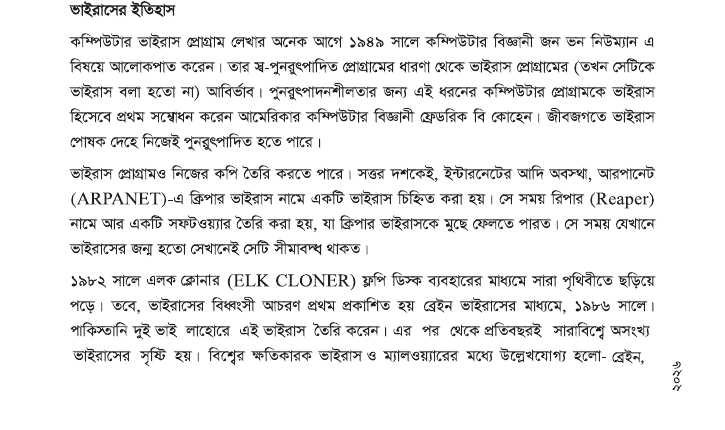 ভাইরাসের ইতিহাস
কম্পিউটার ভাইরাস প্রোগ্রাম লেখার অনেক আগে ১৯৪৯ সালে কম্পিউটার বিজ্ঞানী জন ভন নিউম্যান এ
বিষয়ে আলোকপাত করেন। তার স্ব-পুনরুৎপাদিত প্রোগ্রামের ধারণা থেকে ভাইরাস প্রোগ্রামের (তখন সেটিকে
ভাইরাস বলা হতো না) আবির্ভাব। পুনরুৎপাদনশীলতার জন্য এই ধরনের কম্পিউটার প্রোগ্রামকে ভাইরাস
হিসেবে প্রথম সম্বোধন করেন আমেরিকার কম্পিউটার বিজ্ঞানী ফ্রেডরিক বি কোহেন। জীবজগতে ভাইরাস
পোষক দেহে নিজেই পুনরুৎপাদিত হতে পারে।
ভাইরাস প্রোগ্রামও নিজের কপি তৈরি করতে পারে। সত্তর দশকেই, ইন্টারনেটের আদি অবস্থা, আরপানেট
(ARPANET)-এ ক্রিপার ভাইরাস নামে একটি ভাইরাস চিহ্নিত করা হয়। সে সময় রিপার (Reaper)
নামে আর একটি সফটওয়্যার তৈরি করা হয়, যা ক্রিপার ভাইরাসকে মুছে ফেলতে পারত। সে সময় যেখানে
ভাইরাসের জন্ম হতো সেখানেই সেটি সীমাবদ্ধ থাকত।
১৯৮২ সালে এলক ক্লোনার (ELK CLONER) ফ্লপি ডিস্ক ব্যবহারের মাধ্যমে সারা পৃথিবীতে ছড়িয়ে
পড়ে। তবে, ভাইরাসের বিধ্বংসী আচরণ প্রথম প্রকাশিত হয় ব্রেইন ভাইরাসের মাধ্যমে, ১৯৮৬ সালে।
পাকিস্তানি দুই ভাই লাহোরে এই ভাইরাস তৈরি করেন। এর পর থেকে প্রতিবছরই সারাবিশ্বে অসংখ্য
ভাইরাসের সৃষ্টি হয়। বিশ্বের ক্ষতিকারক ভাইরাস ও ম্যালওয়্যারের মধ্যে উল্লেখযোগ্য হলো- ব্রেইন,
২০২৬